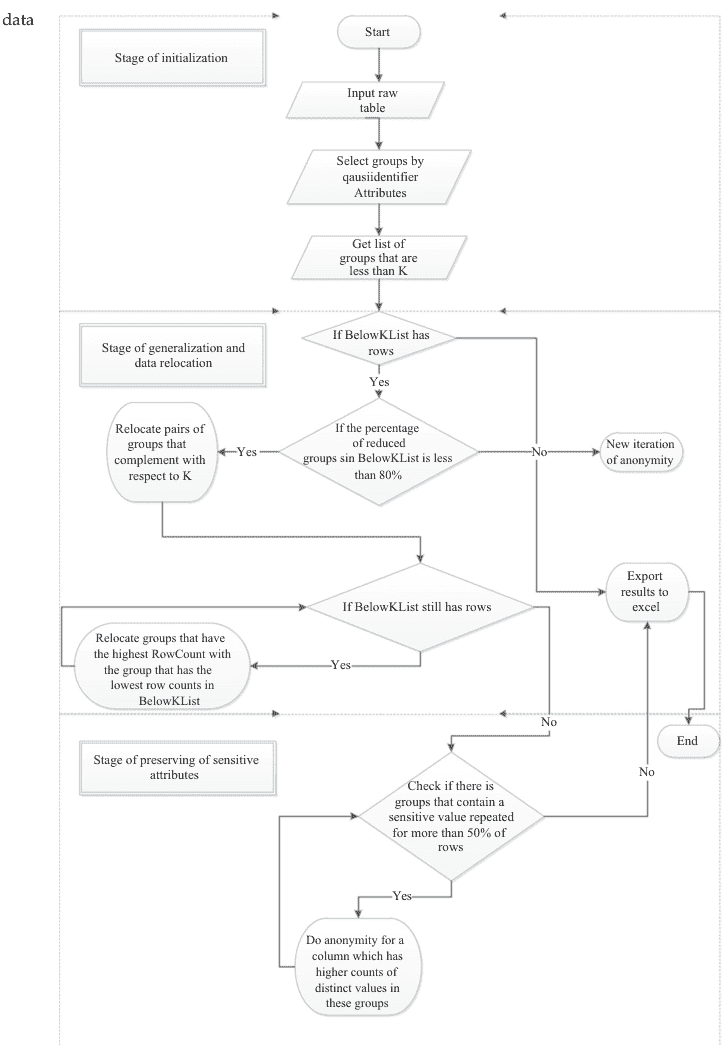 data
Start
Stage of initialization
Input raw
table
Select groups by
qausiidentifier
Attributes
Get list of
groups that are
less than K
Stage of generalization and
data relocation
If BelowKList has
rows
Yes
If the percentage
of reduced
groups sin BelowKList is less
than 80%
Relocate pairs of
groups that
complement with
respect to K
Yes
No
New iteration
of anonymity
Export
results to
excel
If BelowKList still has rows
Relocate groups that have
the highest RowCount with
the group that has the
lowest row counts in
BelowKList
Yes
No
End
Stage of preserving of sensitive
attributes
No
Check if there is
groups that contain a
sensitive value repeated
for more than 50% of
rows
Yes
Do anonymity for a
column which has
higher counts of
distinct values in
these groups